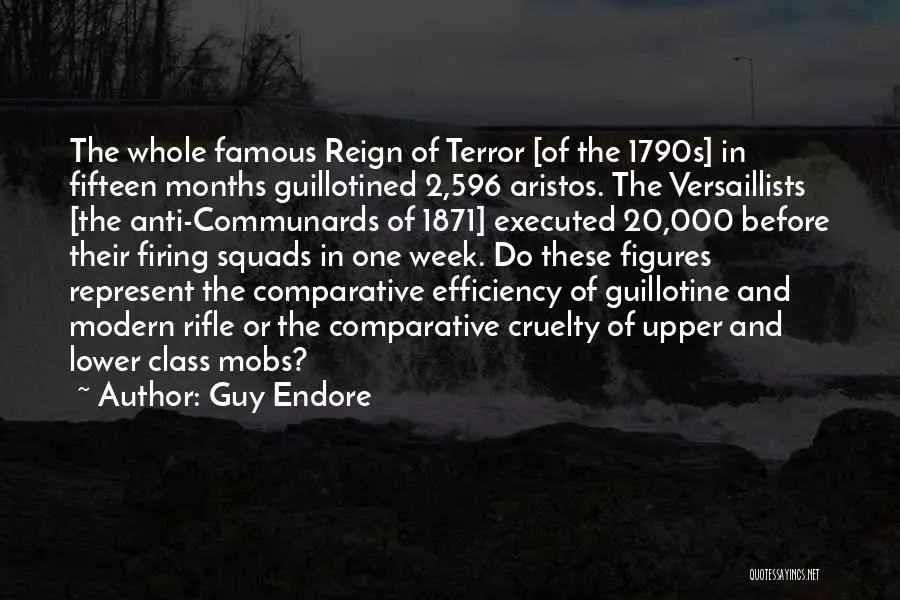 The whole famous Reign of Terror [of the 1790s] in
fifteen months guillotined 2,596 aristos. The Versaillists
[the anti-Communards of 1871] executed 20,000 before
their firing squads in one week. Do these figures
represent the comparative efficiency of guillotine and
modern rifle or the comparative cruelty of upper and
lower class mobs?
~ Author: Guy Endore
QUOTESSAYINGS.NET